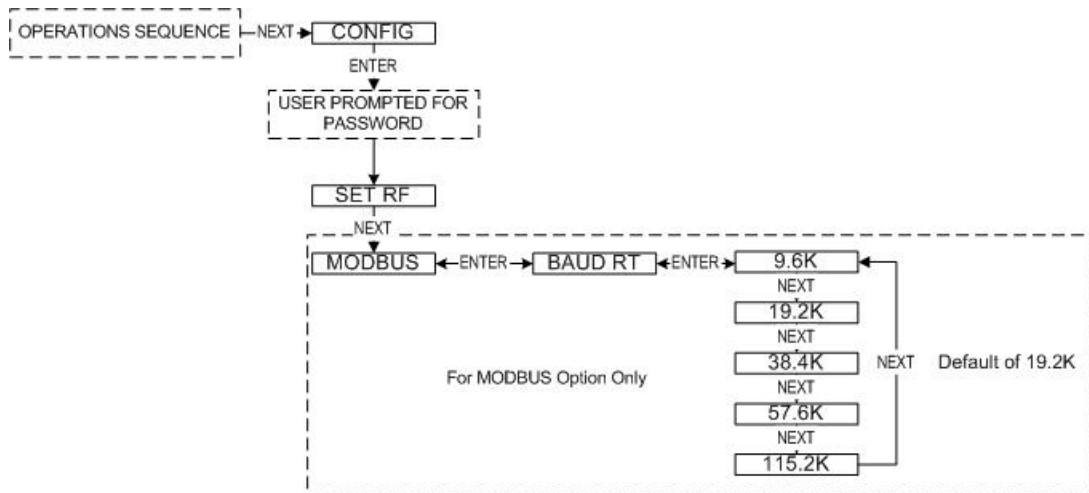 OPERATIONS SEQUENCE
NEXT
CONFIG
ENTER
USER PROMPTED FOR
PASSWORD
SET RF
NEXT
MODBUS
ENTER
BAUD RT
ENTER
9.6K
NEXT
19.2K
NEXT
38.4K
NEXT
57.6K
NEXT
115.2K
NEXT
Default of 19.2K
For MODBUS Option Only